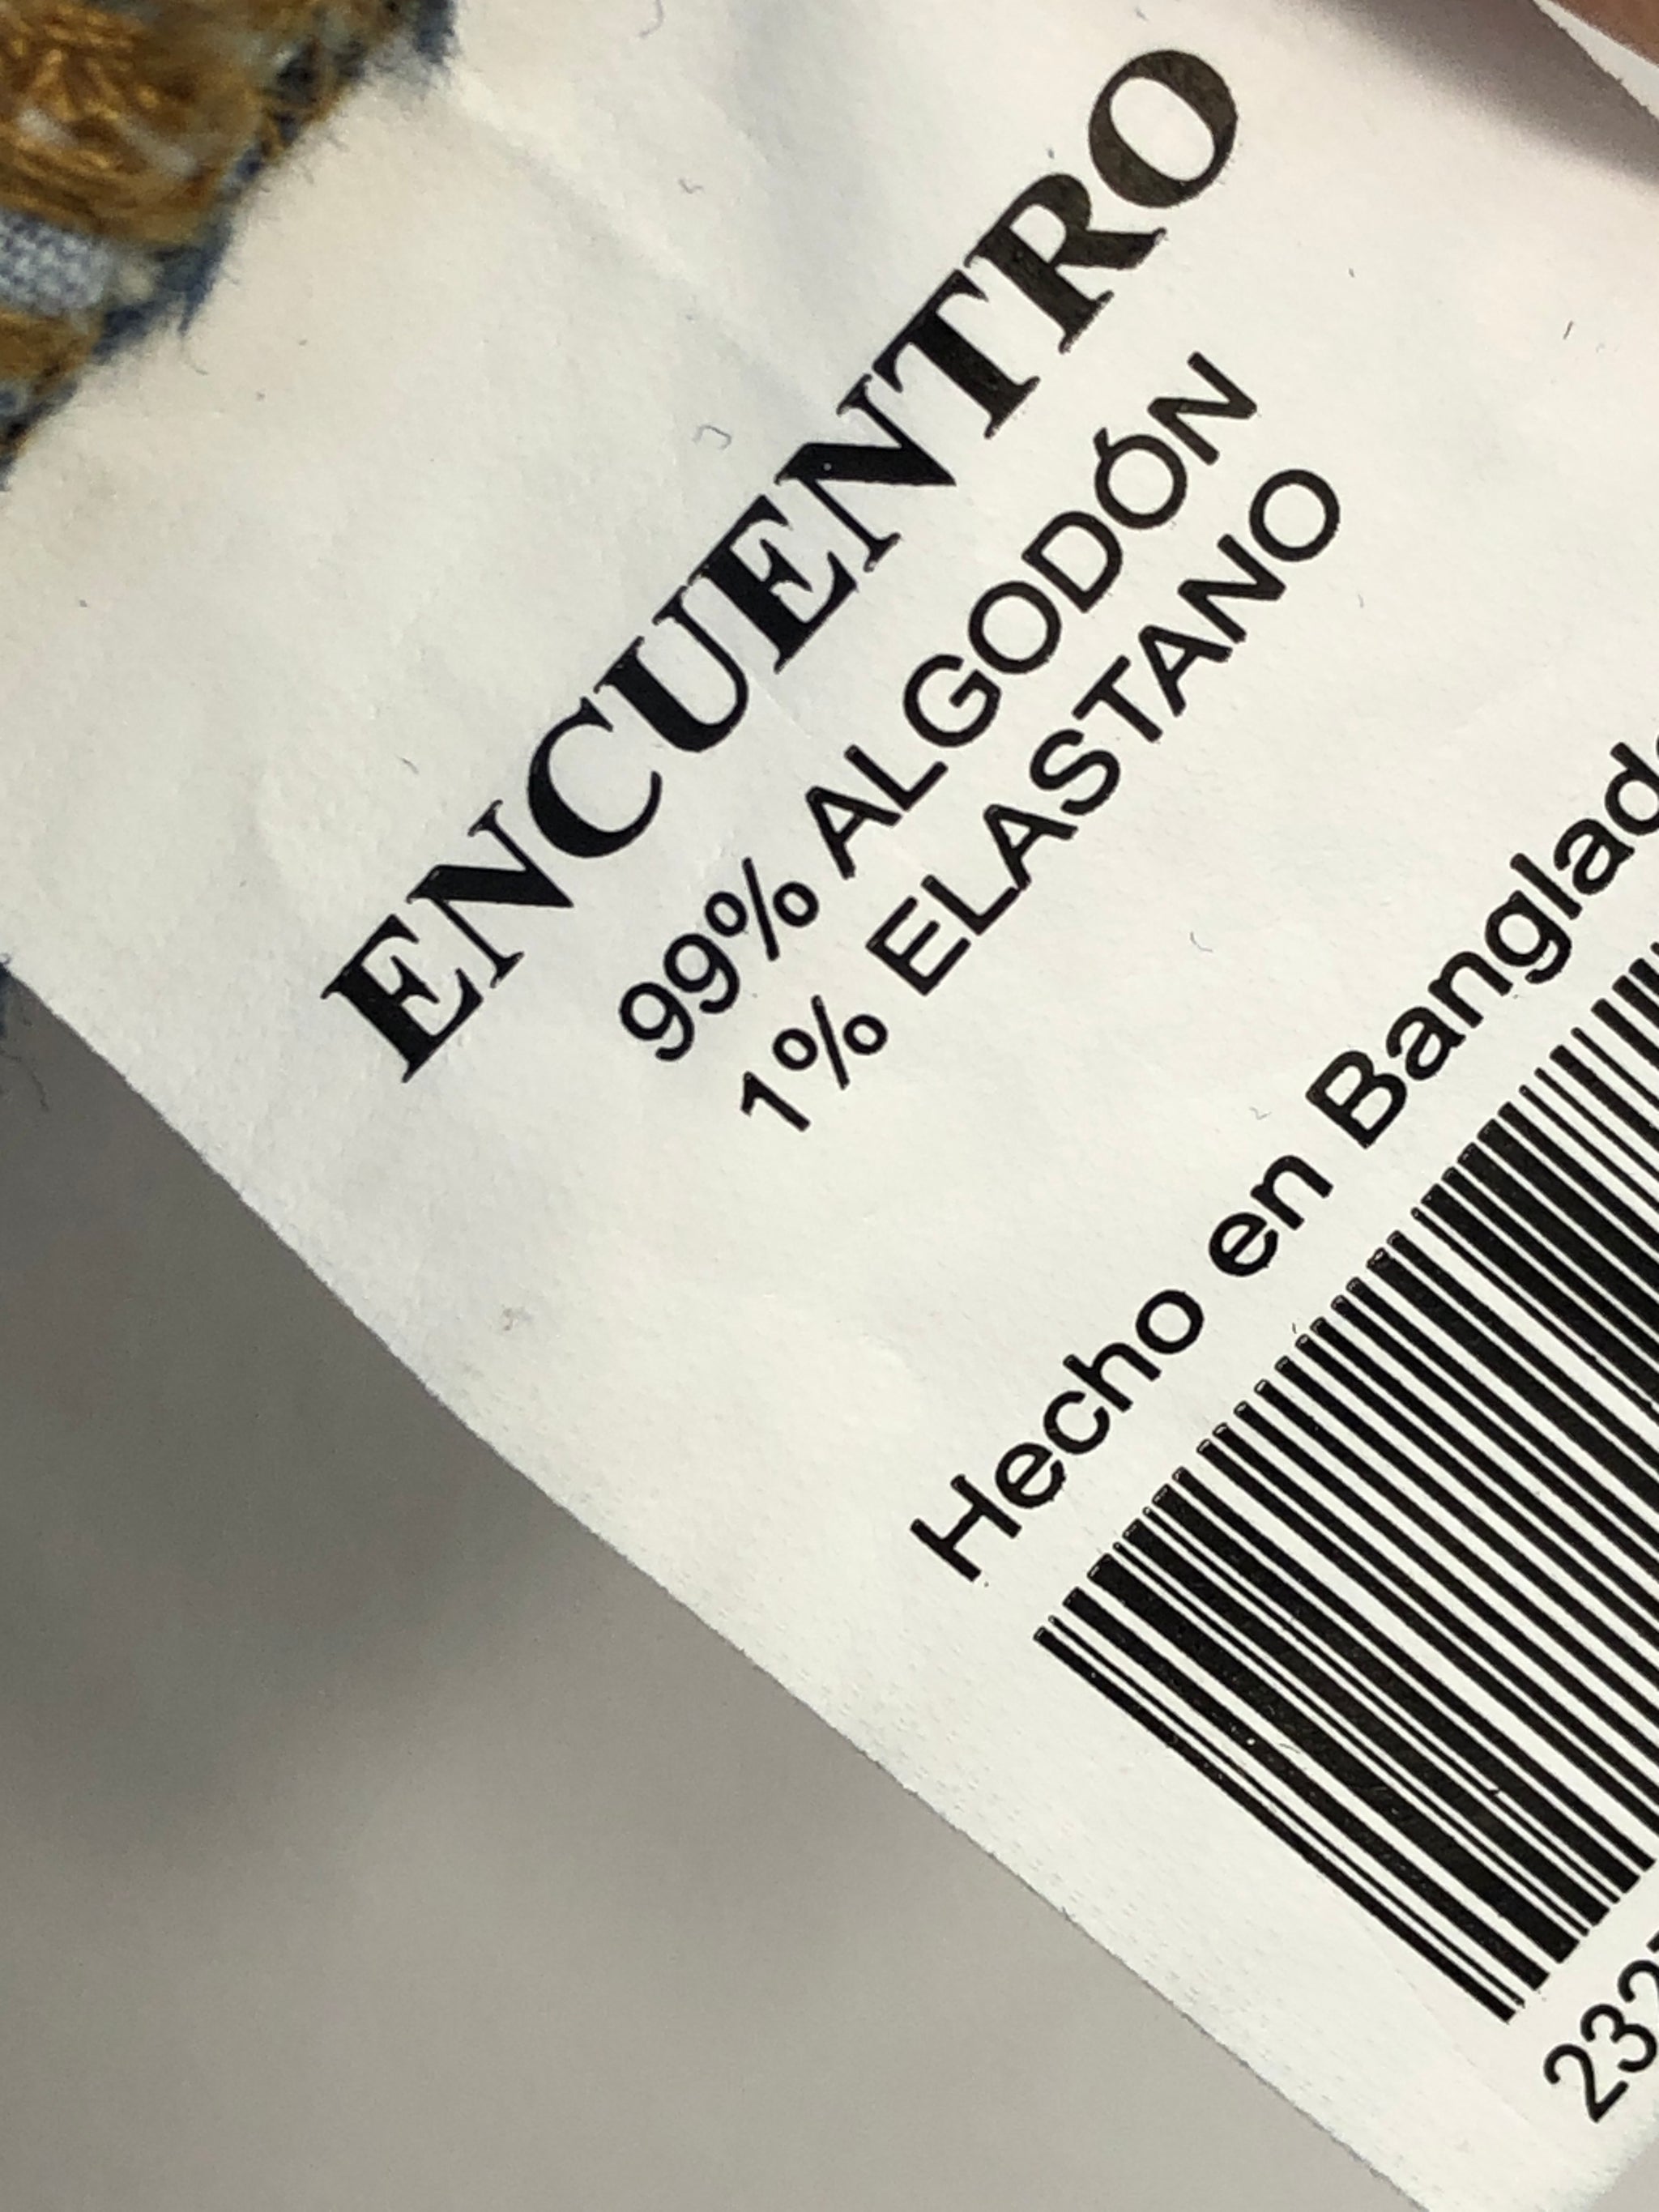 ENCUENTRO
99% ALGODÓN
1% ELASTANO
Hecho en